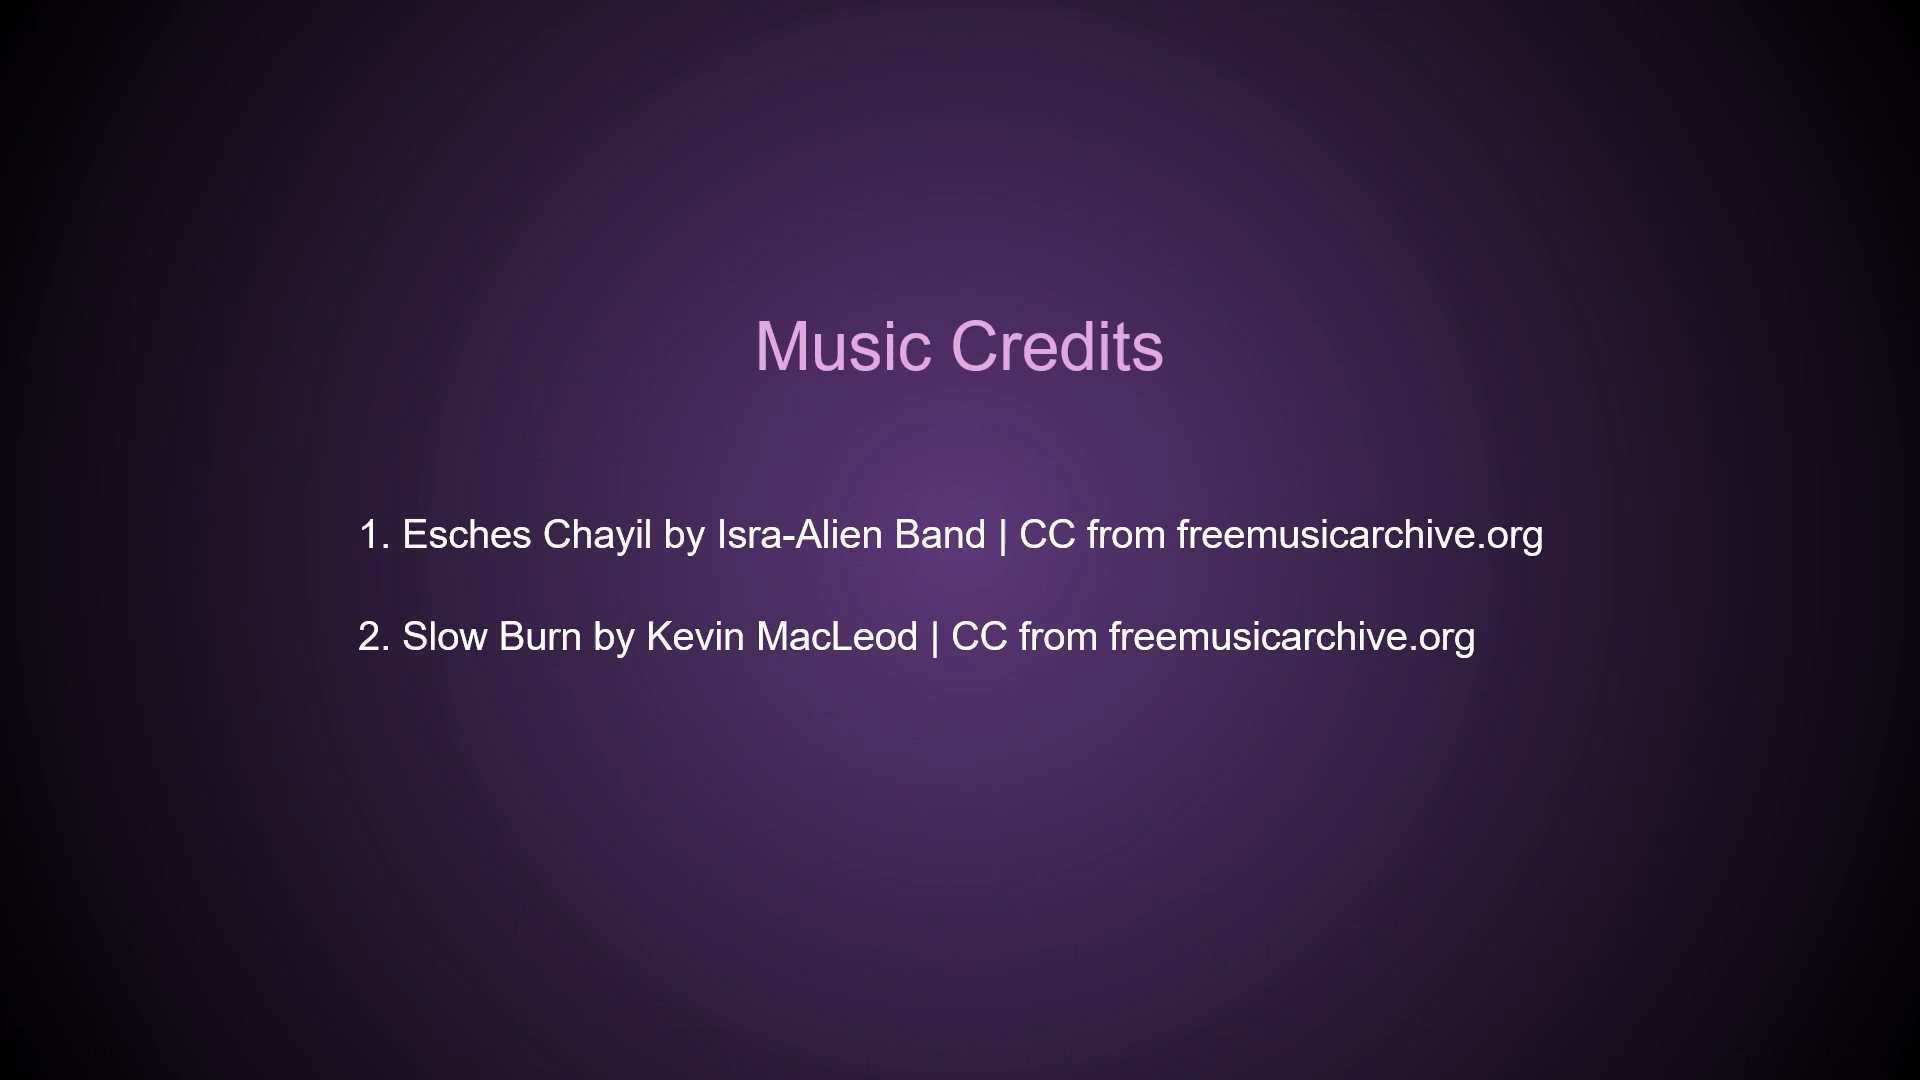 Music Credits
1. Esches Chayil by Isra-Alien Band | CC from freemusicarchive.org
2. Slow Burn by Kevin MacLeod | CC from freemusicarchive.org